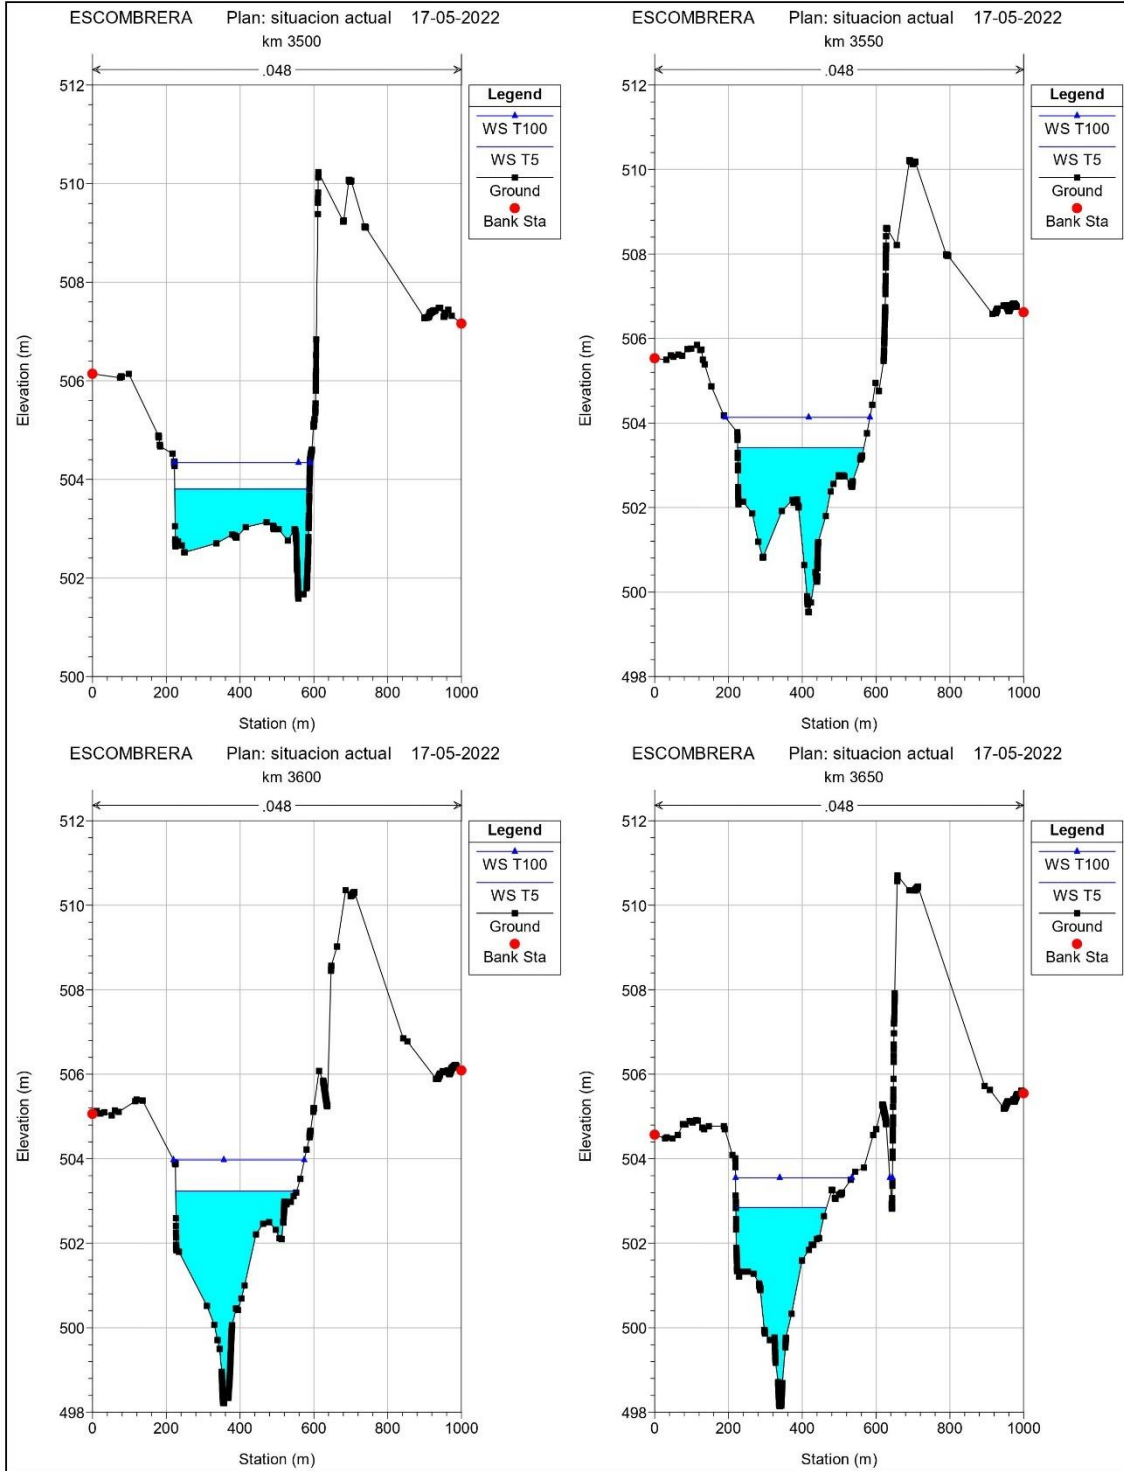 ESCOMBRERA Plan: situacion actual 17-05-2022
km 3500
.048
Legend
WS T100
WS T5
Ground
Bank Sta
Elevation (m)
512
510
508
506
504
502
500
0 200 400 600 800 1000
Station (m)
ESCOMBRERA Plan: situacion actual 17-05-2022
km 3550
.048
Legend
WS T100
WS T5
Ground
Bank Sta
Elevation (m)
512
510
508
506
504
502
500
498
0 200 400 600 800 1000
Station (m)
ESCOMBRERA Plan: situacion actual 17-05-2022
km 3600
.048
Legend
WS T100
WS T5
Ground
Bank Sta
Elevation (m)
512
510
508
506
504
502
500
498
0 200 400 600 800 1000
Station (m)
ESCOMBRERA Plan: situacion actual 17-05-2022
km 3650
.048
Legend
WS T100
WS T5
Ground
Bank Sta
Elevation (m)
512
510
508
506
504
502
500
498
0 200 400 600 800 1000
Station (m)